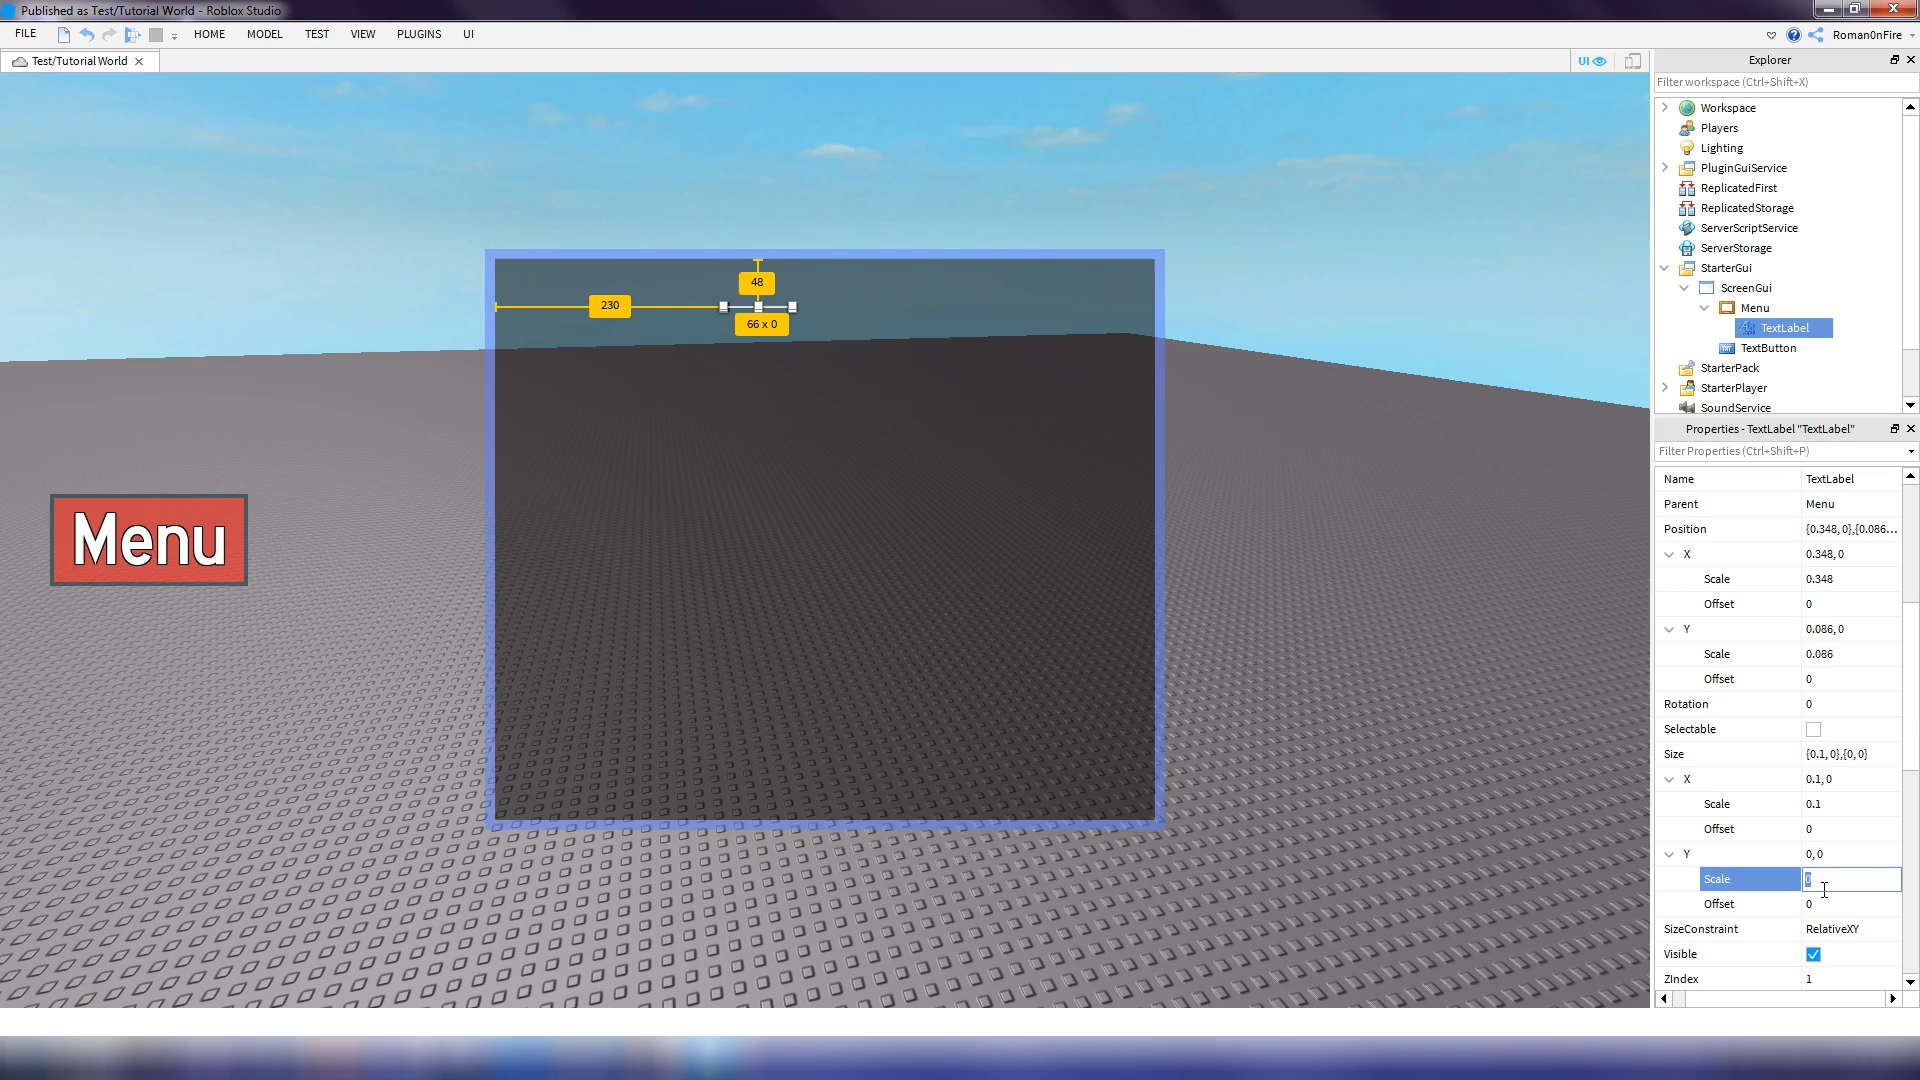 Published as Test/Tutorial World - Roblox Studio
FILE HOME MODEL TEST VIEW PLUGINS UI Roman0nFire
Test/Tutorial World UI
Explorer
Filter workspace (Ctrl+Shift+X)
Workspace
Players
Lighting
PluginGuiService
ReplicatedFirst
ReplicatedStorage
ServerScriptService
ServerStorage
StarterGui
ScreenGui
Menu
TextLabel
TextButton
StarterPack
StarterPlayer
SoundService
48
230
66 x 0
Menu
Properties - TextLabel "TextLabel"
Filter Properties (Ctrl+Shift+P)
Name TextLabel
Parent Menu
Position {0.348, 0},{0.086...
X 0.348, 0
Scale 0.348
Offset 0
Y 0.086, 0
Scale 0.086
Offset 0
Rotation 0
Selectable
Size {0.1, 0},{0, 0}
X 0.1, 0
Scale 0.1
Offset 0
Y 0, 0
Scale 0
Offset 0
SizeConstraint RelativeXY
Visible
ZIndex 1